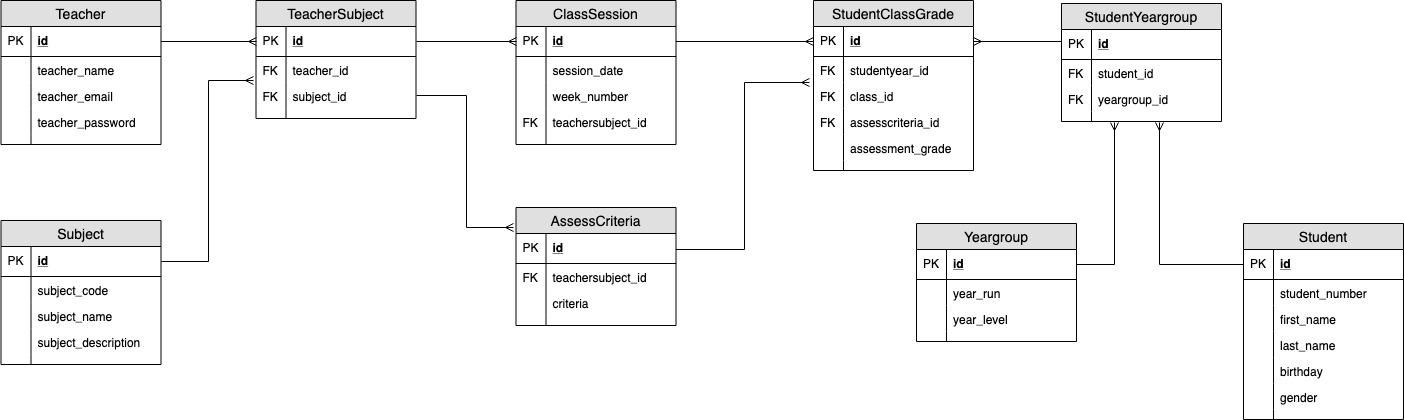 Teacher
PK id
teacher_name
teacher_email
teacher_password
TeacherSubject
PK id
FK teacher_id
FK subject_id
ClassSession
PK id
session_date
week_number
FK teachersubject_id
StudentClassGrade
PK id
FK studentyear_id
FK class_id
FK assesscriteria_id
assessment_grade
StudentYeargroup
PK id
FK student_id
FK yeargroup_id
Subject
PK id
subject_code
subject_name
subject_description
AssessCriteria
PK id
FK teachersubject_id
criteria
Yeargroup
PK id
year_run
year_level
Student
PK id
student_number
first_name
last_name
birthday
gender